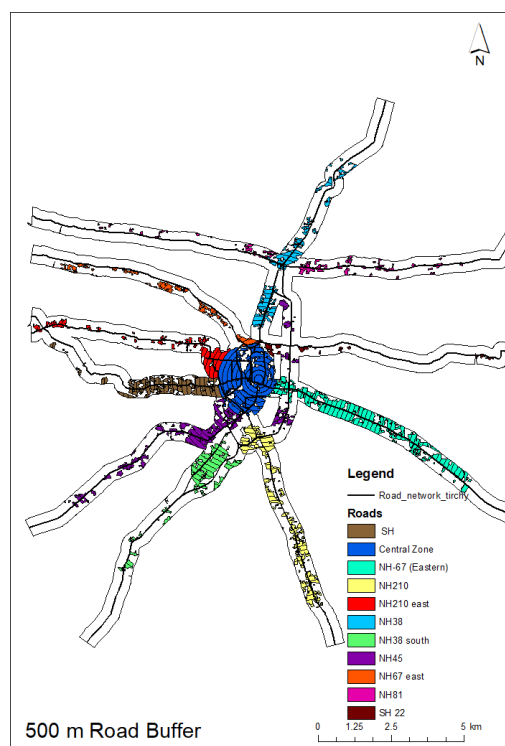 N
Legend
Road_network_tirchy
Roads
SH
Central Zone
NH-67 (Eastern)
NH210
NH210 east
NH38
NH38 south
NH45
NH67 east
NH81
SH 22
500 m Road Buffer
0 1.25 2.5 5 km